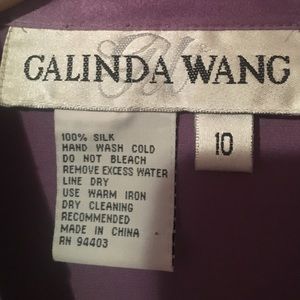 GALINDA WANG
10
100% SILK
HAND WASH COLD
DO NOT BLEACH
REMOVE EXCESS WATER
LINE DRY
USE WARM IRON
DRY CLEANING
RECOMMENDED
MADE IN CHINA
RN 94403